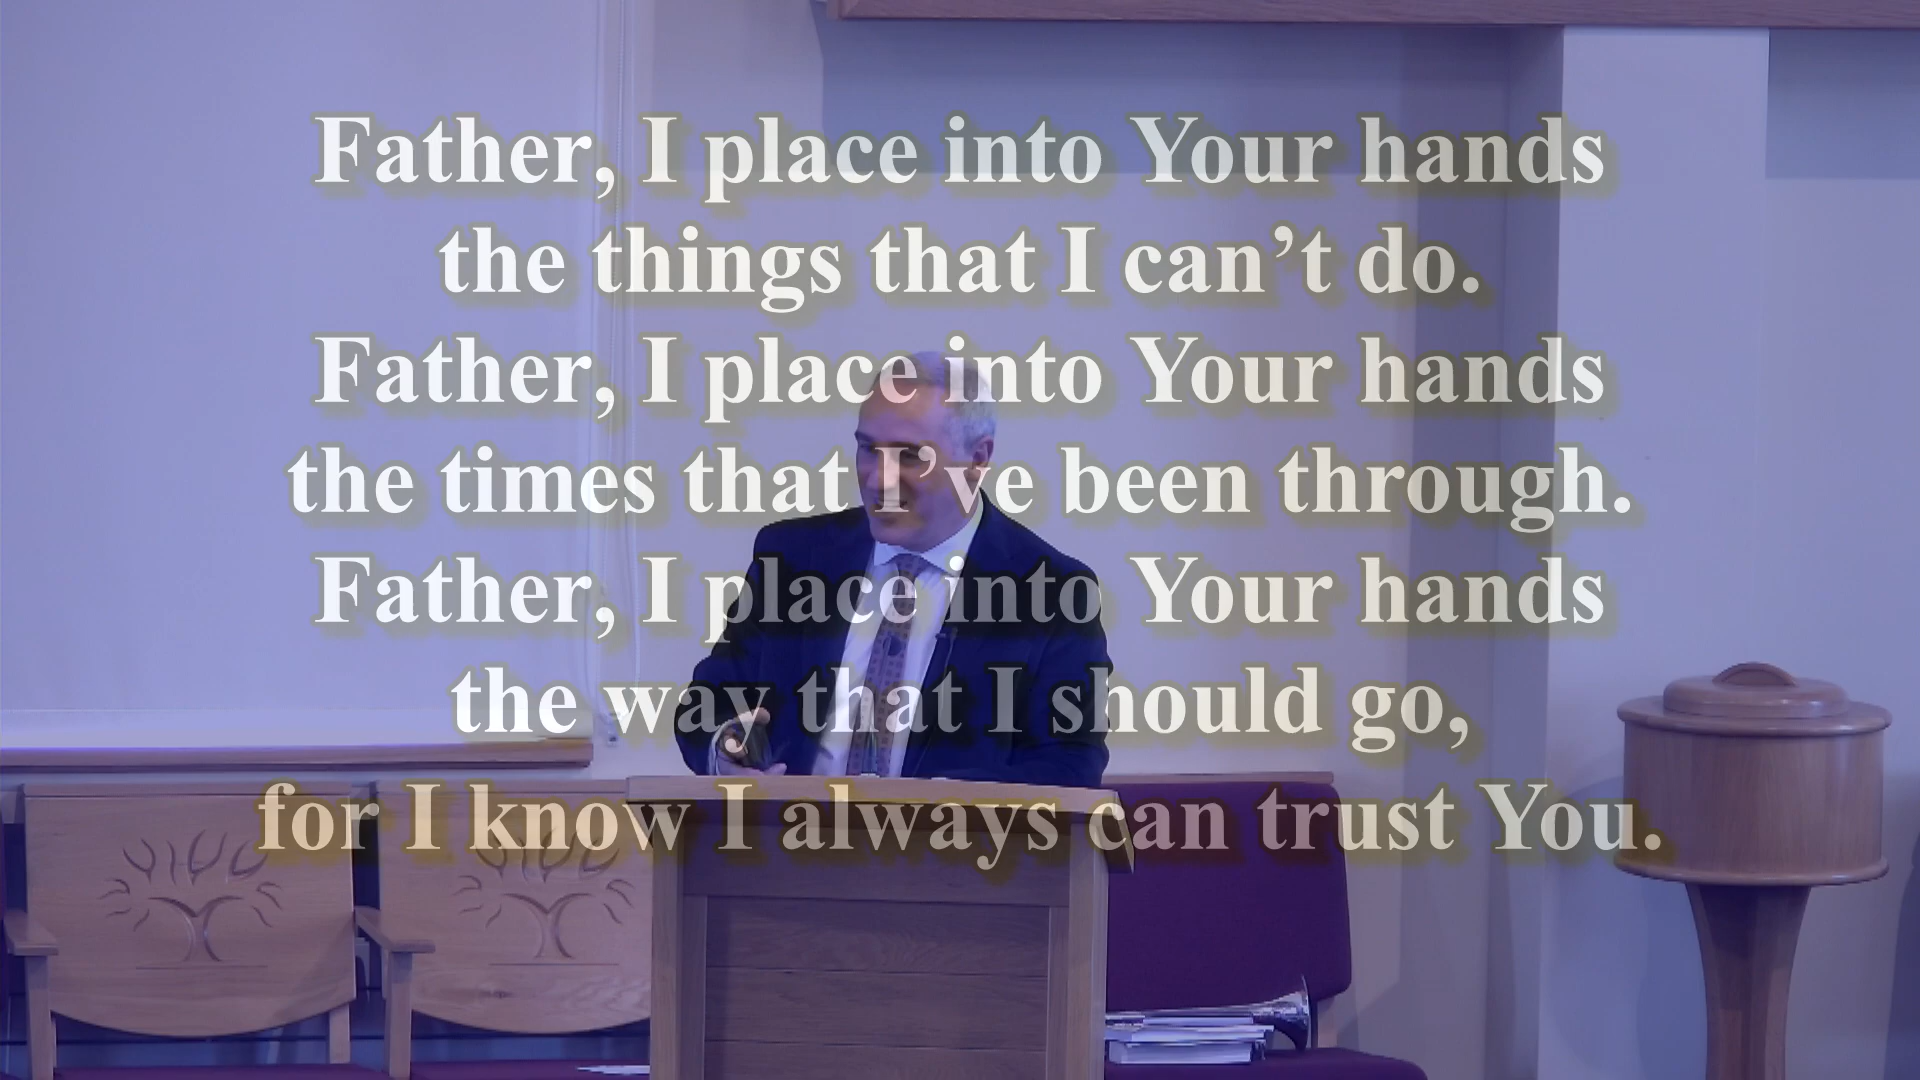 Father, I place into Your hands
the things that I can’t do.
Father, I place into Your hands
the times that I’ve been through.
Father, I place into Your hands
the way that I should go,
for I know I always can trust You.